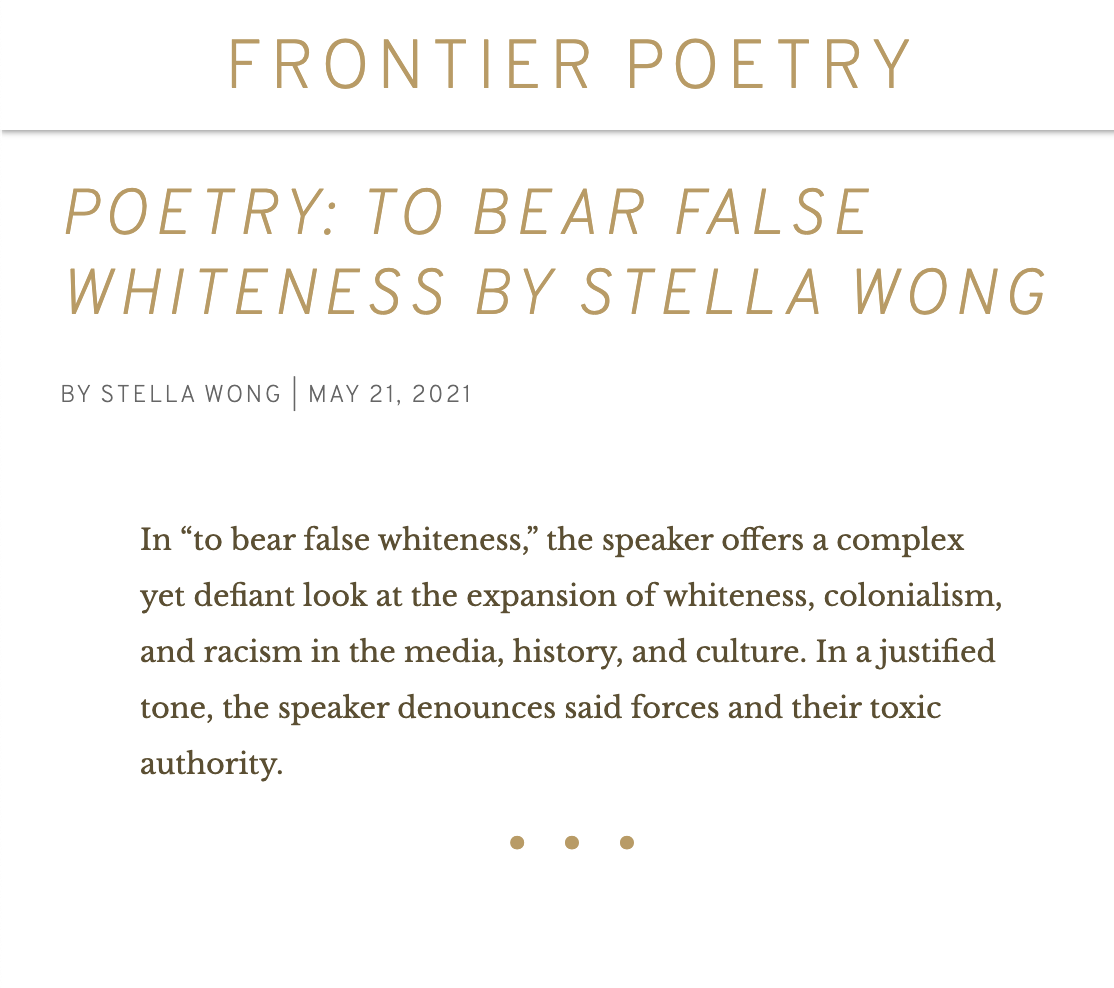 FRONTIER POETRY
POETRY: TO BEAR FALSE
WHITENESS BY STELLA WONG
BY STELLA WONG | MAY 21, 2021
In “to bear false whiteness,” the speaker offers a complex
yet defiant look at the expansion of whiteness, colonialism,
and racism in the media, history, and culture. In a justified
tone, the speaker denounces said forces and their toxic
authority.
• • •